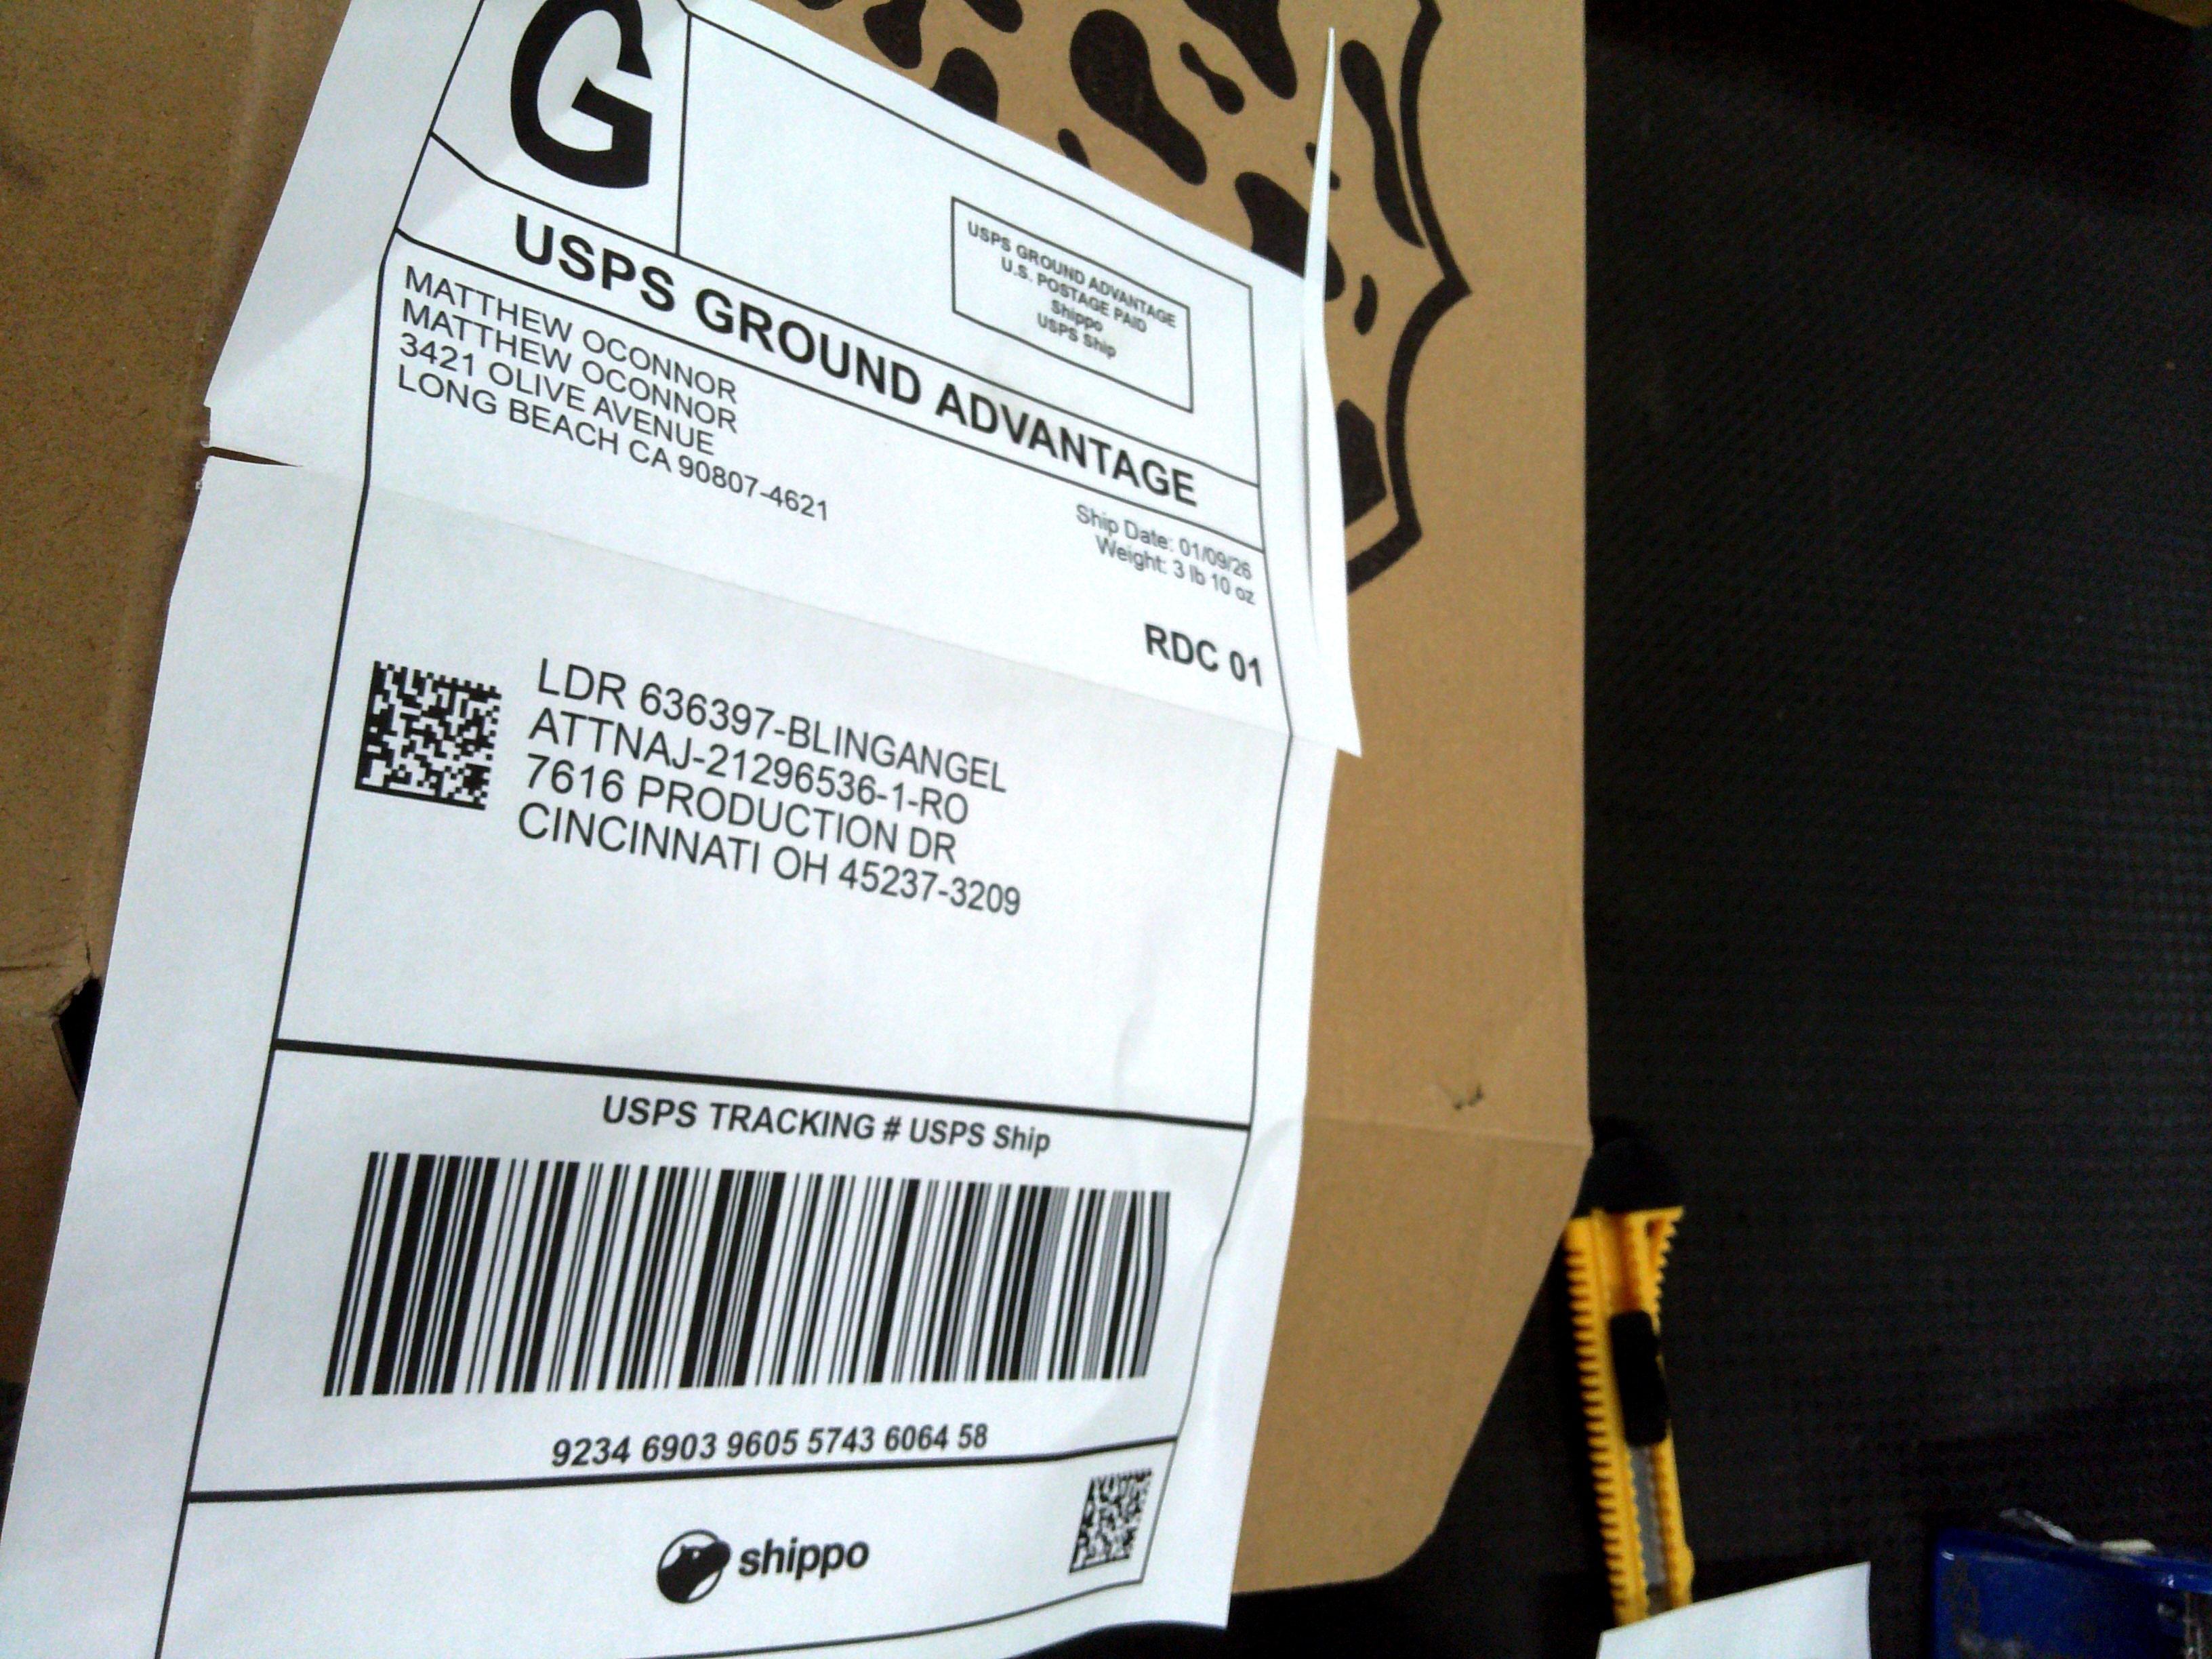 G
USPS GROUND ADVANTAGE
U.S. POSTAGE PAID
Shippo
USPS Ship
USPS GROUND ADVANTAGE
MATTHEW OCONNOR
MATTHEW OCONNOR
3421 OLIVE AVENUE
LONG BEACH CA 90807-4621
Ship Date: 01/09/26
Weight: 3 lb 10 oz
RDC 01
LDR 636397-BLINGANGEL
ATTNAJ-21296536-1-RO
7616 PRODUCTION DR
CINCINNATI OH 45237-3209
USPS TRACKING # USPS Ship
9234 6903 9605 5743 6064 58
shippo